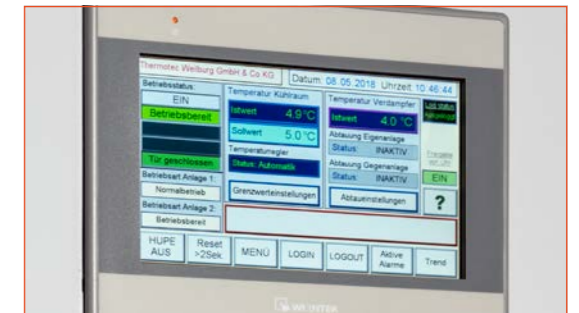 Thermotec Weilburg GmbH & Co KG
Datum: 08.05.2018 Uhrzeit 10:46:44
Betriebsstatus
EIN
Betriebsbereit
Tür geschlossen
Betriebsart Anlage 1:
Normalbetrieb
Betriebsart Anlage 2:
Betriebsbereit
Temperatur Kühlraum
Istwert 4.9 °C
Sollwert 5.0 °C
Temperaturregler
Status: Automatik
Grenzwerteinstellungen
Temperatur Verdampfer
Istwert 4.0 °C
Abtauung Eigenanlage
Status: INAKTIV
Abtauung Gegenanlage
Status: INAKTIV
Abtaueinstellungen
EIN
?
HUPE AUS
Reset >2Sek
MENÜ
LOGIN
LOGOUT
Aktive Alarme
Trend
WEINTEK